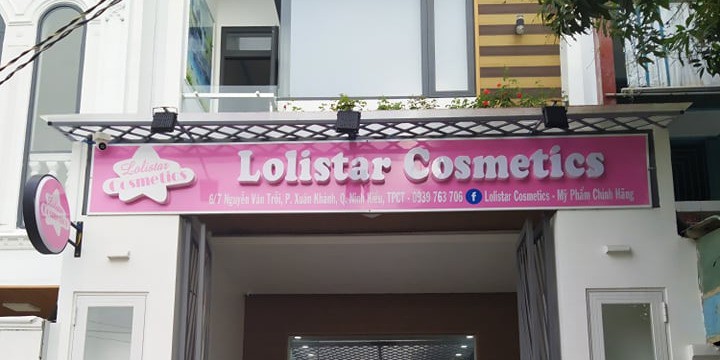 Lolistar
Cosmetics
Lolistar Cosmetics
6/7 Nguyễn Văn Trỗi, P. Xuân Khánh, Q. Ninh Kiều, TPCT - 0939 763 706 f Lolistar Cosmetics - Mỹ Phẩm Chính Hãng